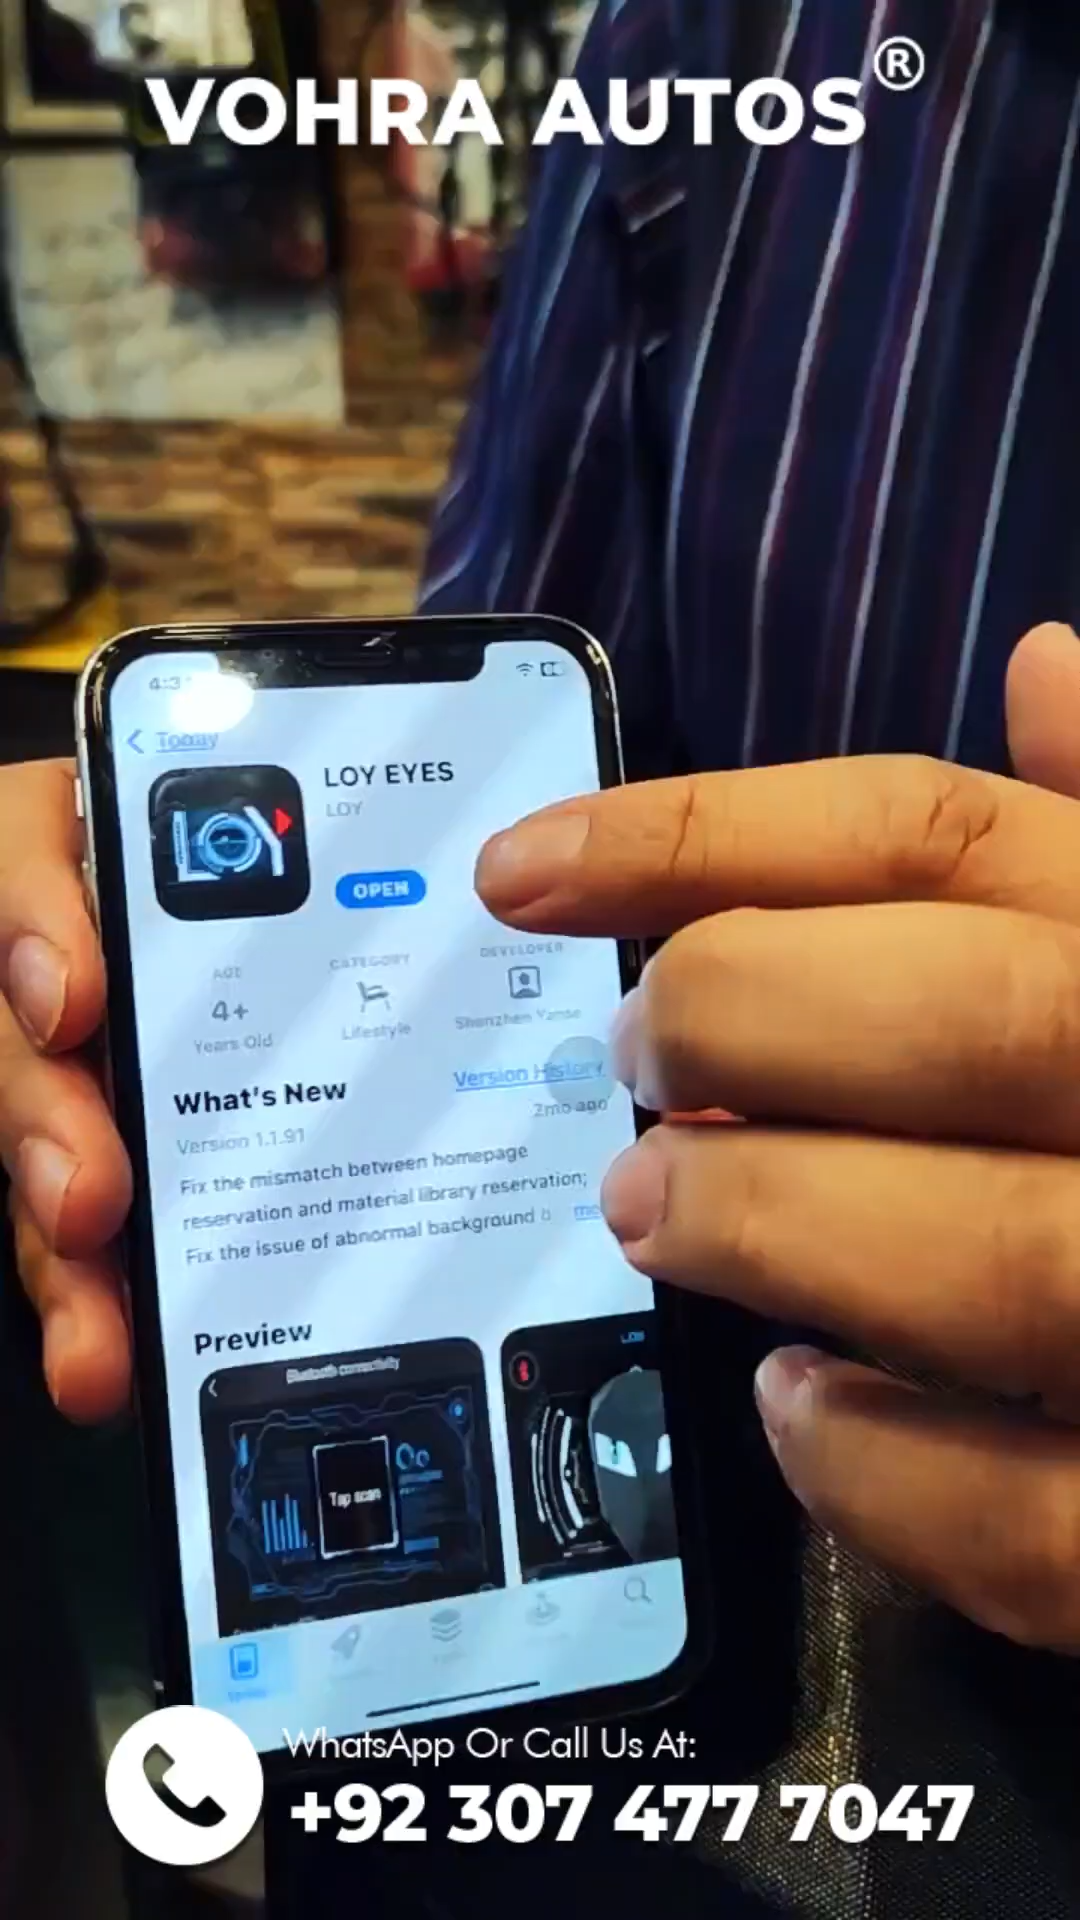 VOHRA AUTOS®
Today
LOY EYES
LOY
OPEN
AGE
CATEGORY
DEVELOPER
4+
Years Old
Lifestyle
Shenzhen
What's New
Version History
2mo ago
Version 1.1.91
Fix the mismatch between homepage
reservation and material library reservation;
Fix the issue of abnormal background
Preview
Bluetooth connectivity
Tap scan
WhatsApp Or Call Us At:
+92 307 477 7047